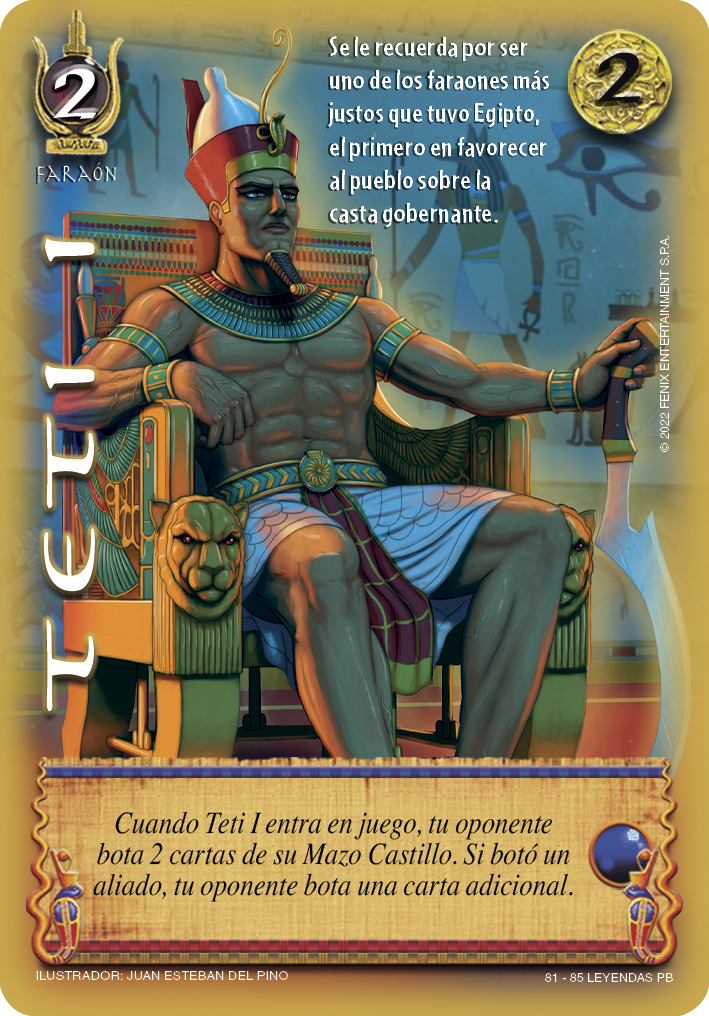 2
FARAÓN
Se le recuerda por ser
uno de los faraones más
justos que tuvo Egipto,
el primero en favorecer
al pueblo sobre la
casta gobernante.
2
TETI I
© 2022 FENIX ENTERTAINMENT S.P.A.
Cuando Teti I entra en juego, tu oponente
bota 2 cartas de su Mazo Castillo. Si botó un
aliado, tu oponente bota una carta adicional.
ILUSTRADOR: JUAN ESTEBAN DEL PINO
81 - 85 LEYENDAS PB